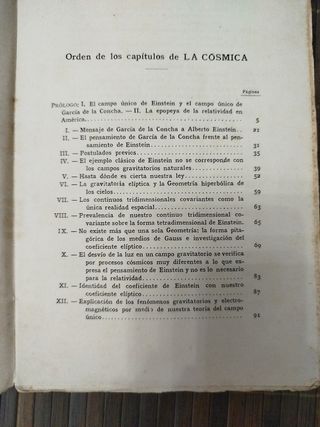 Orden de los capítulos de LA CÓSMICA
Páginas
PRÓLOGO: I. El campo único de Einstein y el campo único de
García de la Concha. — II. La epopeya de la relatividad en
América. 5
I. — Mensaje de García de la Concha a Alberto Einstein. 21
II. — El pensamiento de García de la Concha frente al pen-
samiento de Einstein 31
III. — Postulados previos 35
IV. — El ejemplo clásico de Einstein no se corresponde con
los campos gravitatorios naturales 39
V. — Hasta dónde es cierta nuestra ley 52
VI. — La gravitatoria elíptica y la Geometría hiperbólica de
los cielos 59
VII. — Los continuos tridimensionales covariantes como la
única realidad espacial 63
VIII. — Prevalencia de nuestro continuo tridimensional co-
variante sobre la forma tetradimensional de Einstein. 65
IX. — No existe más que una sola Geometría: la forma pita-
górica de los medios de Gauss e investigación del
coeficiente elíptico 69
X. — El desvío de la luz en un campo gravitatorio se verifica
por procesos cósmicos muy diferentes a lo que ex-
presa el pensamiento de Einstein y no es lo necesario
para la relatividad 83
XI. — Identidad del coeficiente de Einstein con nuestro
coeficiente elíptico 87
XII. — Explicación de los fenómenos gravitatorios y electro-
magnéticos por medio de nuestra teoría del campo
único 91